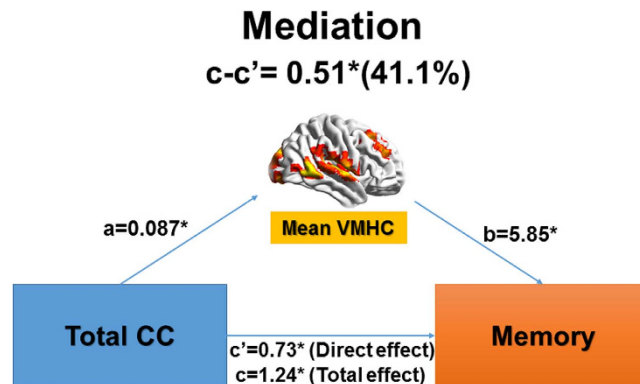 Mediation
c-c’= 0.51*(41.1%)
a=0.087*
Mean VMHC
b=5.85*
Total CC
c’=0.73* (Direct effect)
c=1.24* (Total effect)
Memory